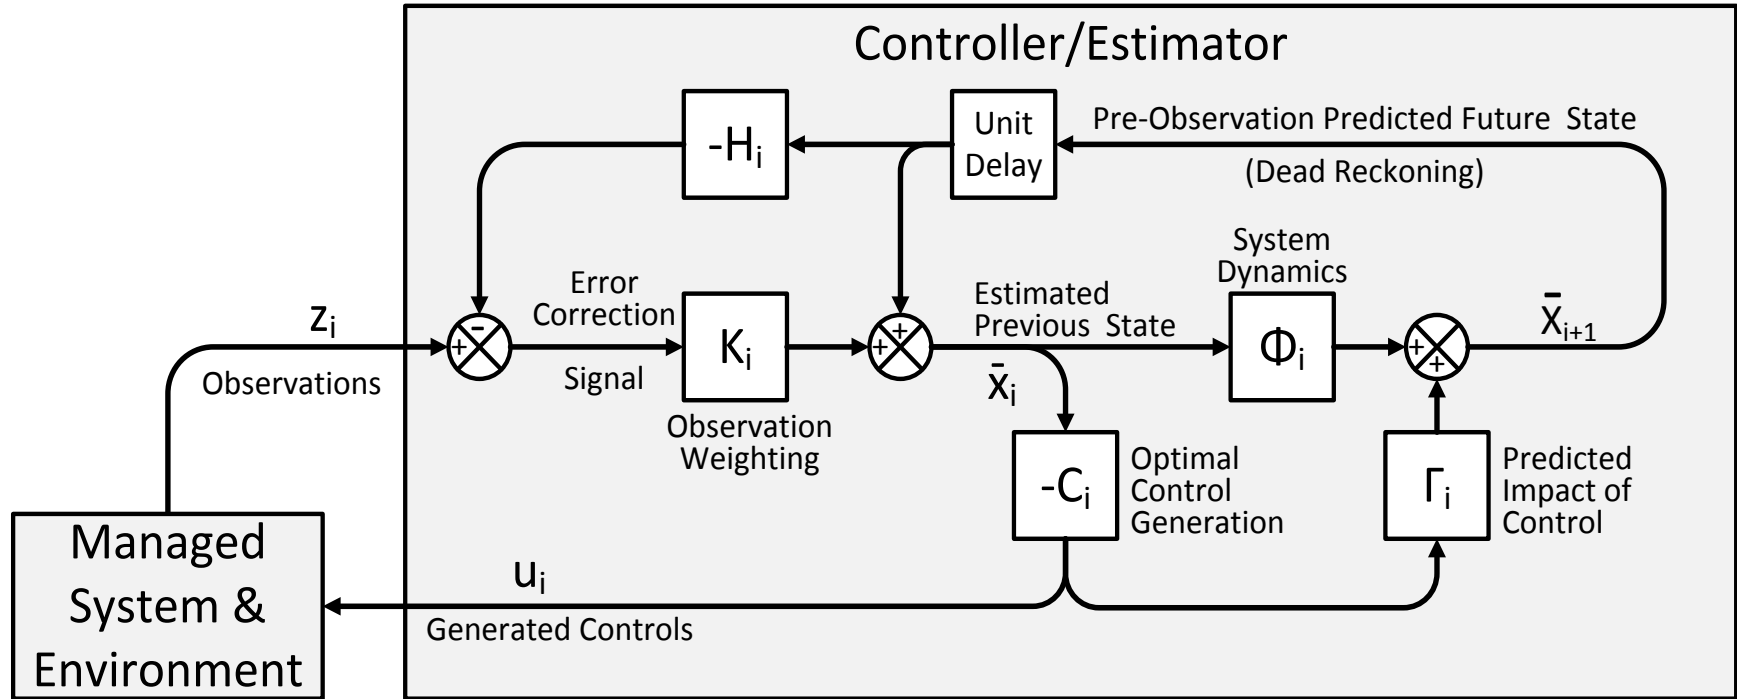 Controller/Estimator
-Hᵢ
Unit
Delay
Pre-Observation Predicted Future State
(Dead Reckoning)
zᵢ
Observations
+
-
Error
Correction
Signal
Kᵢ
Observation
Weighting
+
+
Estimated
Previous State
x̄ᵢ
System
Dynamics
Φᵢ
+
+
x̄ᵢ₊₁
-Cᵢ
Optimal
Control
Generation
Γᵢ
Predicted
Impact of
Control
uᵢ
Generated Controls
Managed
System &
Environment